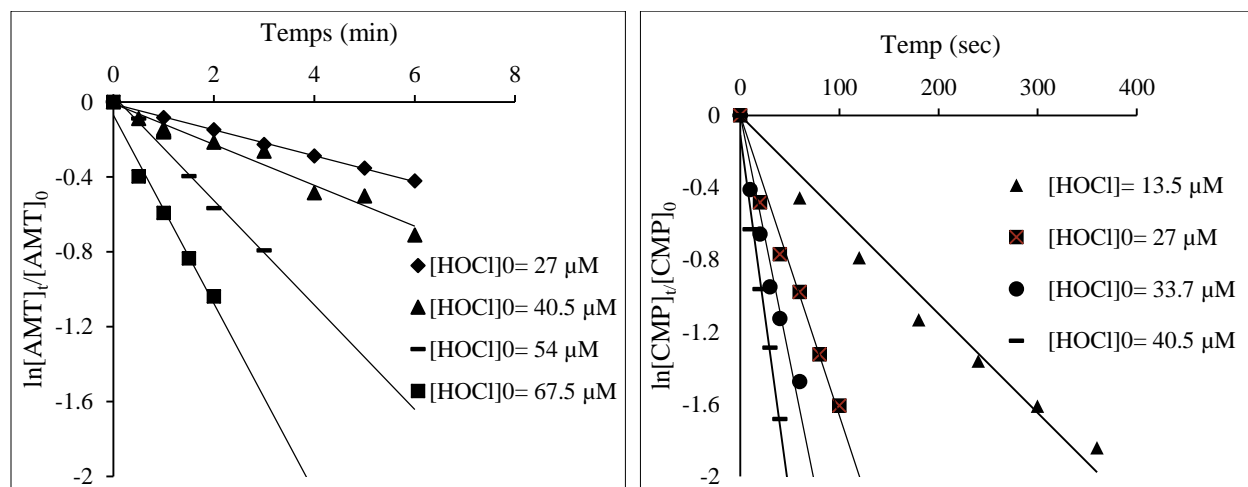 Temps (min)
0 2 4 6 8
0
-0.4
-0.8
-1.2
-1.6
-2
ln[AMT]t/[AMT]0
[HOCl]0= 27 µM
[HOCl]0= 40.5 µM
[HOCl]0= 54 µM
[HOCl]0= 67.5 µM
Temp (sec)
0 100 200 300 400
0
-0.4
-0.8
-1.2
-1.6
-2
ln[CMP]t/[CMP]0
[HOCl]= 13.5 µM
[HOCl]0= 27 µM
[HOCl]0= 33.7 µM
[HOCl]0= 40.5 µM